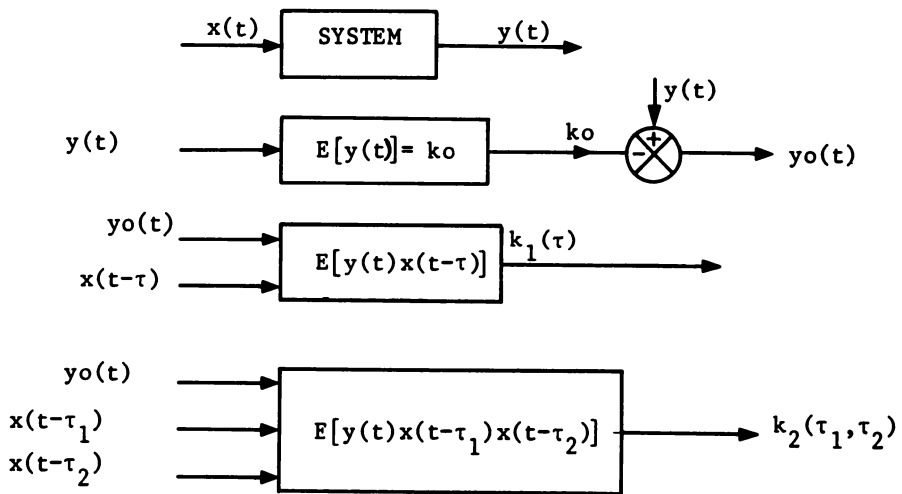 x(t) SYSTEM y(t)
y(t)
y(t) E[y(t)]= ko ko - + yo(t)
yo(t)
x(t-τ) E[y(t)x(t-τ)] k₁(τ)
yo(t)
x(t-τ₁) E[y(t)x(t-τ₁)x(t-τ₂)] k₂(τ₁,τ₂)
x(t-τ₂)